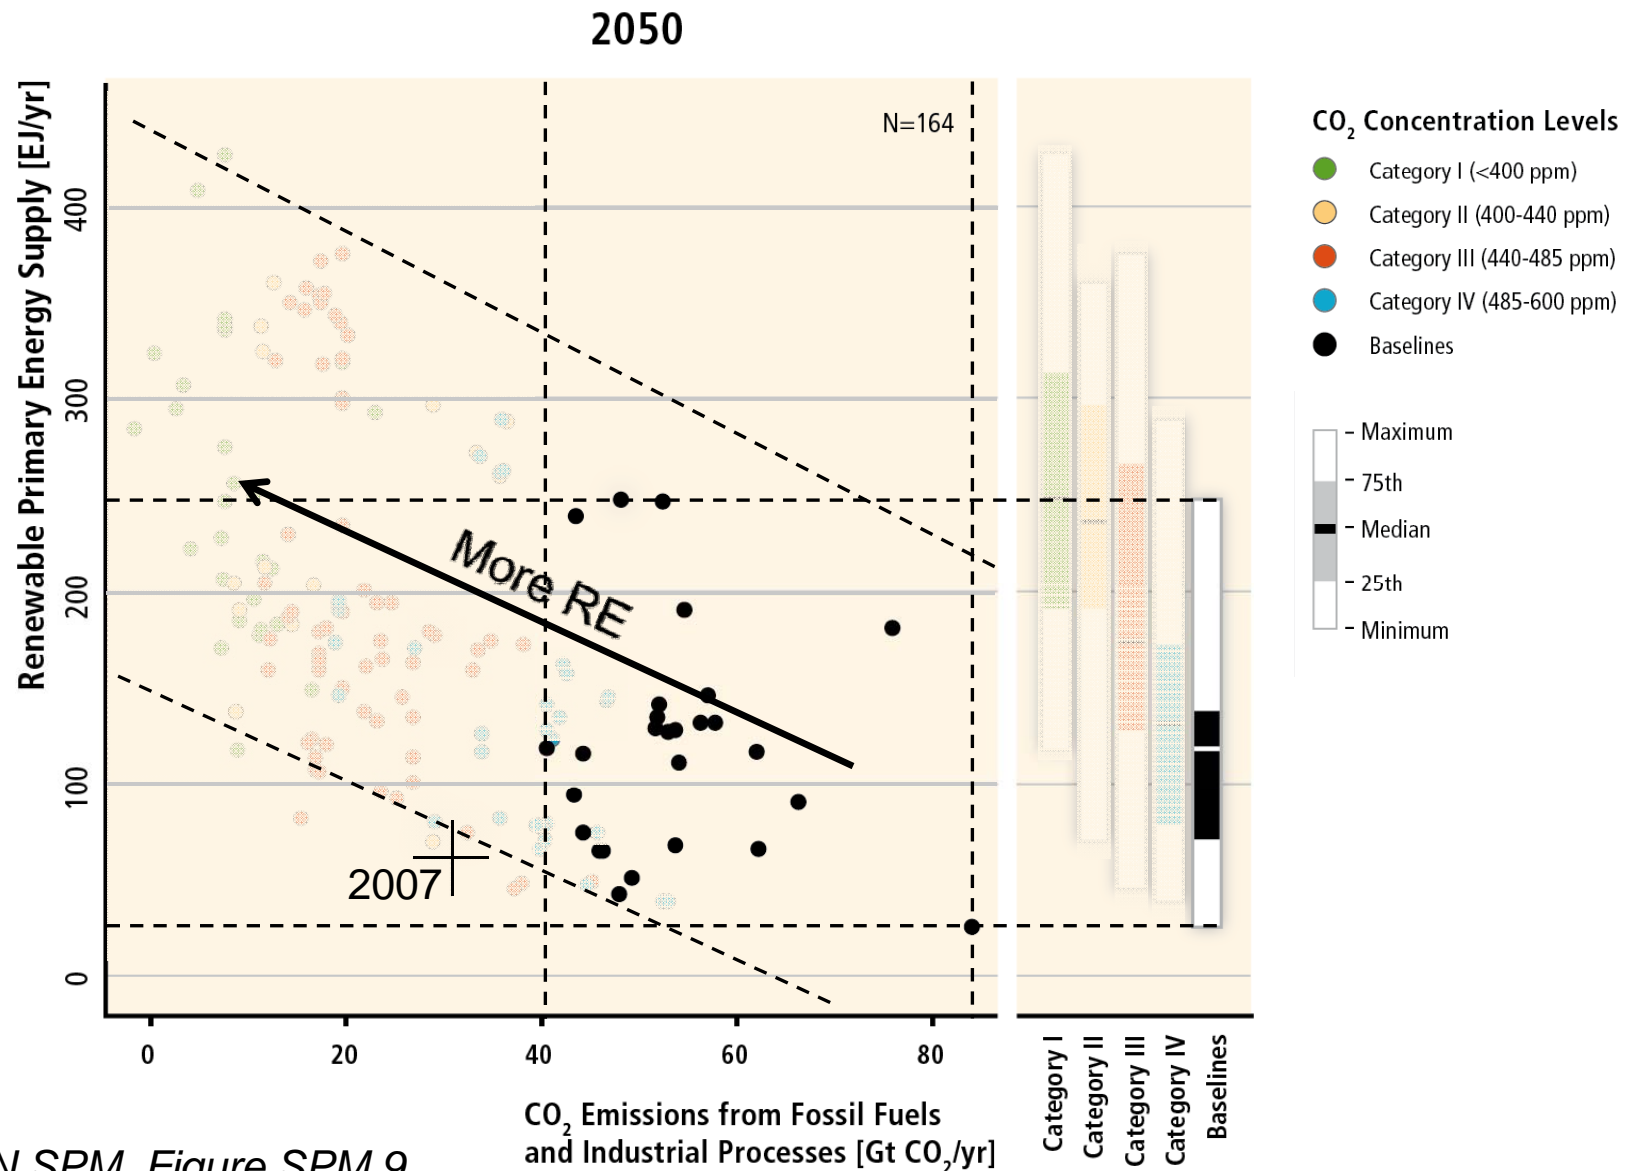 2050
Renewable Primary Energy Supply [EJ/yr]
400
300
200
100
0
N=164
More RE
2007
0 20 40 60 80
CO2 Emissions from Fossil Fuels
and Industrial Processes [Gt CO2/yr]
Category I
Category II
Category III
Category IV
Baselines
CO2 Concentration Levels
Category I (<400 ppm)
Category II (400-440 ppm)
Category III (440-485 ppm)
Category IV (485-600 ppm)
Baselines
Maximum
75th
Median
25th
Minimum
SPM, Figure SPM 9